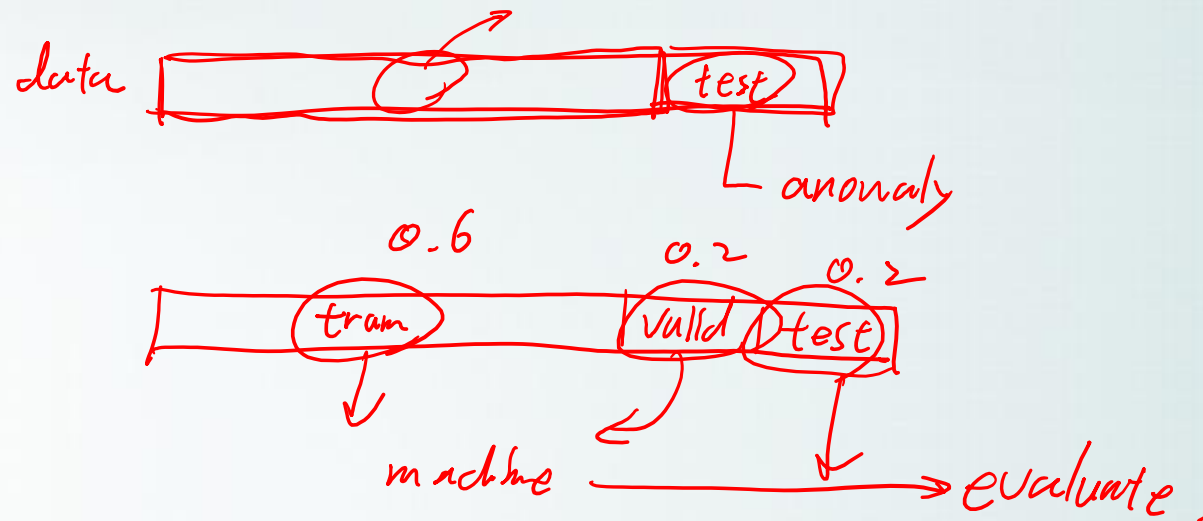 data test
anomaly
0.6 0.2 0.2
train valid test
machine evaluate